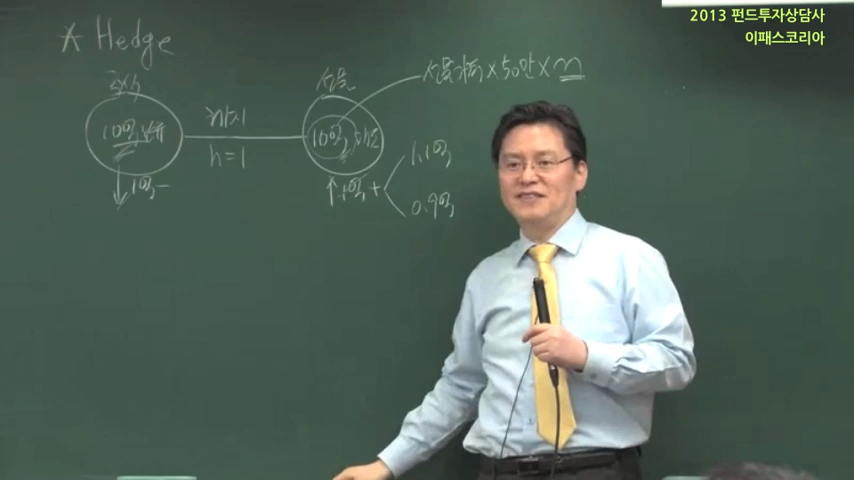 2013 펀드투자상담사
이패스코리아
* Hedge
선물
선물가격 × 50만 × n
10억 보유
h=1
10억
1억 -
1억 +
1.1억
0.9억